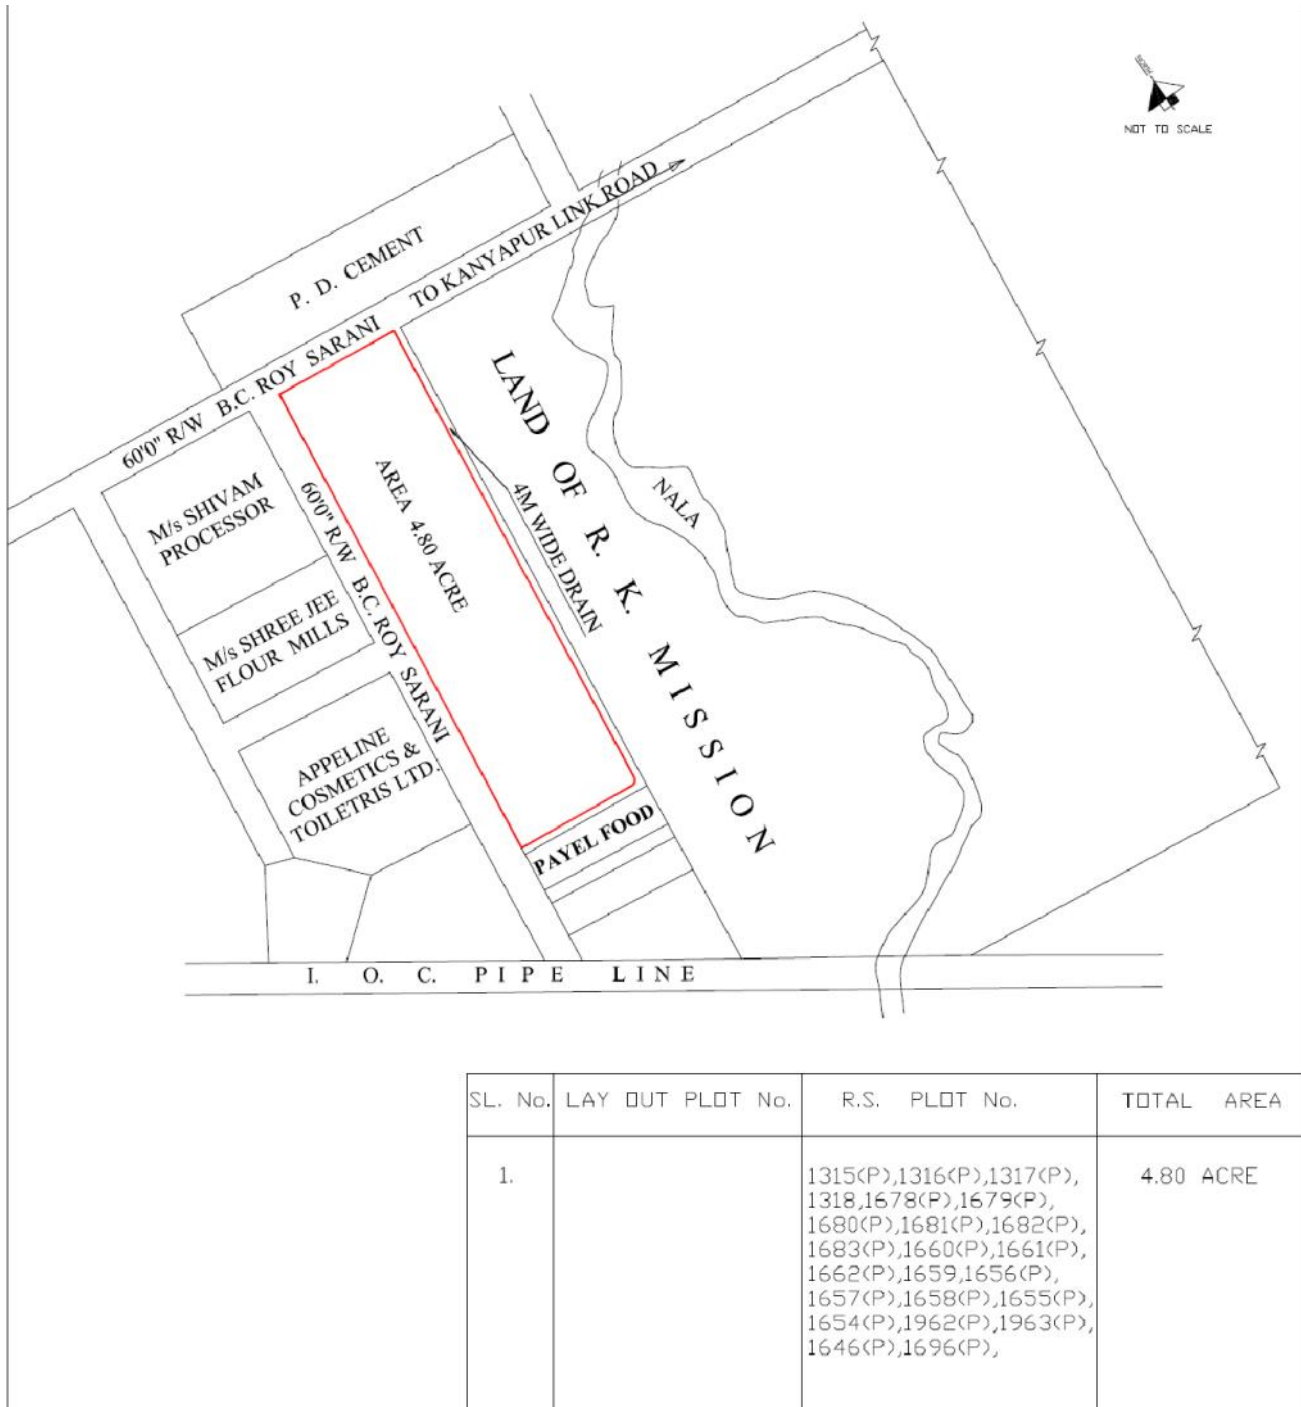 NORTH
NOT TO SCALE
P. D. CEMENT
60'0" R/W B.C. ROY SARANI TO KANYAPUR LINK ROAD
M/s SHIVAM
PROCESSOR
M/s SHREE JEE
FLOUR MILLS
APPELINE
COSMETICS &
TOILETRIS LTD.
60'0" R/W B.C. ROY SARANI
AREA 4.80 ACRE
4M WIDE DRAIN
LAND OF R. K. MISSION
NALA
PAYEL FOOD
I. O. C. PIPE LINE
SL. No. LAY OUT PLOT No. R.S. PLOT No. TOTAL AREA
1. 1315(P),1316(P),1317(P), 4.80 ACRE
1318,1678(P),1679(P),
1680(P),1681(P),1682(P),
1683(P),1660(P),1661(P),
1662(P),1659,1656(P),
1657(P),1658(P),1655(P),
1654(P),1962(P),1963(P),
1646(P),1696(P),